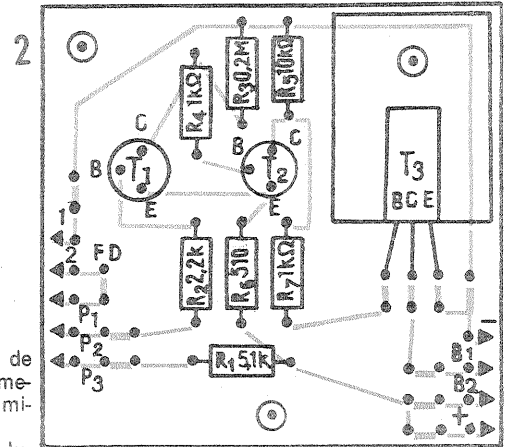 2
R4 1kΩ
R3 0,2M
R5 10kΩ
C
B
T1
E
B
T2
C
E
T3
B C E
1
2
FD
P1
P2
P3
R2 2,2k
R6 510
R7 1kΩ
R1 5,1k
−
B1
B2
+
de
me-
mi-